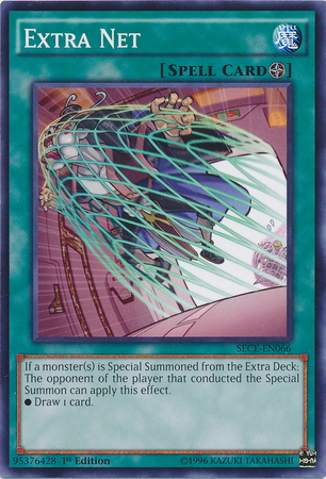 EXTRA NET
魔
[SPELL CARD]
SECE-EN066
If a monster(s) is Special Summoned from the Extra Deck:
The opponent of the player that conducted the Special
Summon can apply this effect.
●Draw 1 card.
95376428 1st Edition ©1996 KAZUKI TAKAHASHI